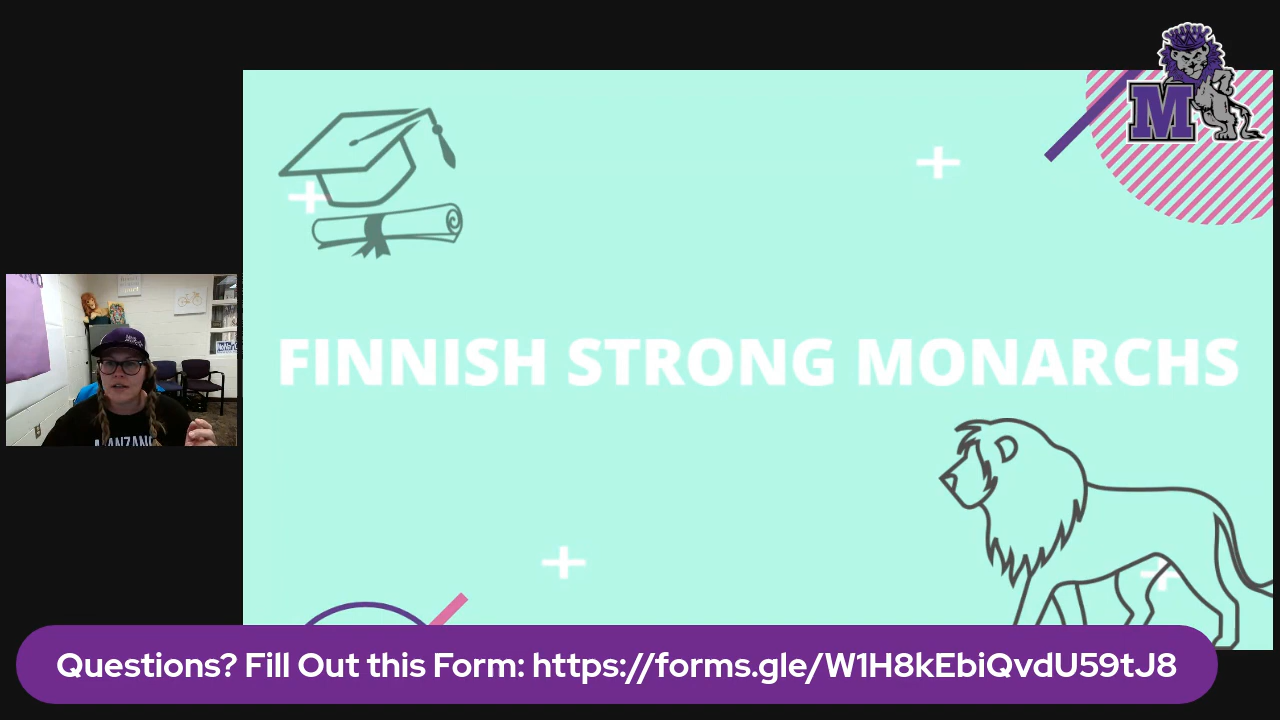 M
FINNISH STRONG MONARCHS
Questions? Fill Out this Form: https://forms.gle/W1H8kEbiQvdU59tJ8